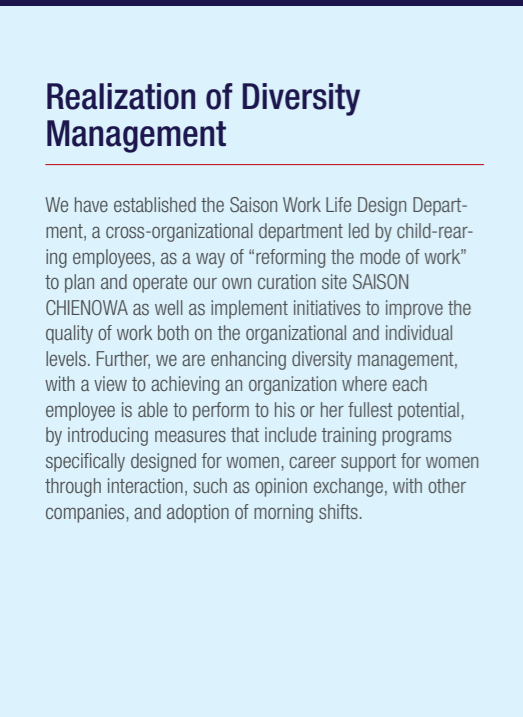 Realization of Diversity
Management
We have established the Saison Work Life Design Depart-
ment, a cross-organizational department led by child-rear-
ing employees, as a way of “reforming the mode of work”
to plan and operate our own curation site SAISON
CHIENOWA as well as implement initiatives to improve the
quality of work both on the organizational and individual
levels. Further, we are enhancing diversity management,
with a view to achieving an organization where each
employee is able to perform to his or her fullest potential,
by introducing measures that include training programs
specifically designed for women, career support for women
through interaction, such as opinion exchange, with other
companies, and adoption of morning shifts.